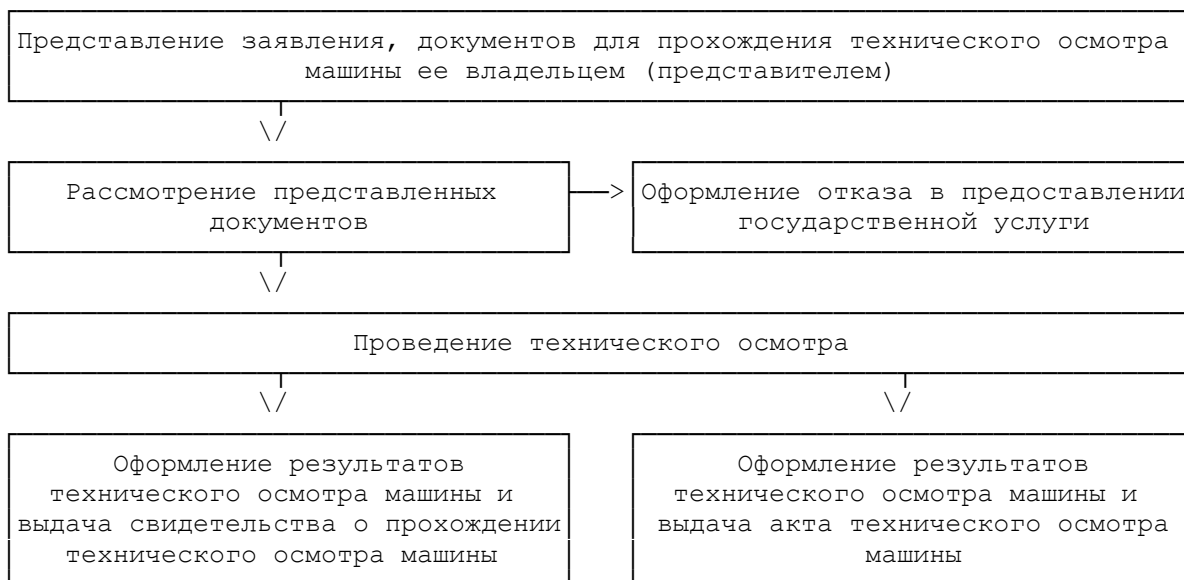 Представление заявления, документов для прохождения технического осмотра
машины ее владельцем (представителем)
Рассмотрение представленных
документов
Оформление отказа в предоставлении
государственной услуги
Проведение технического осмотра
Оформление результатов
технического осмотра машины и
выдача свидетельства о прохождении
технического осмотра машины
Оформление результатов
технического осмотра машины и
выдача акта технического осмотра
машины